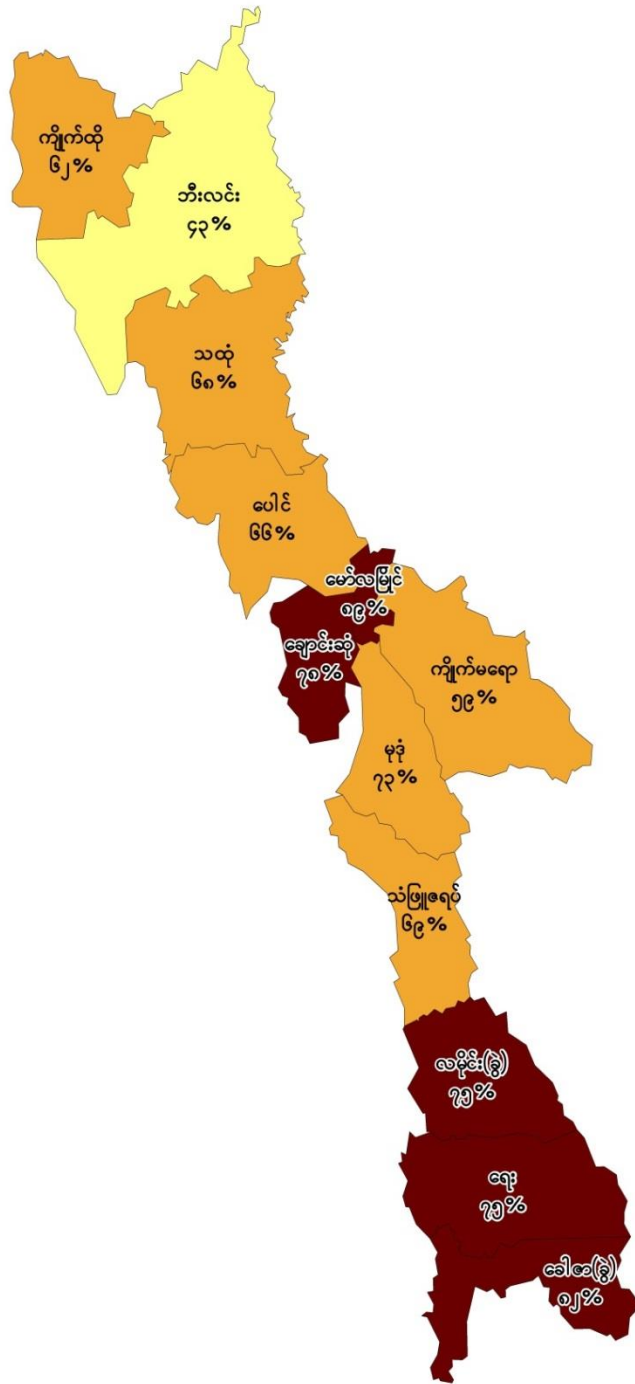 ကျိုက်ထို
၆၂%
ဘီးလင်း
၄၃%
သထုံ
၆၈%
ပေါင်
၆၆%
မော်လမြိုင်
၈၉%
ချောင်းဆုံ
၇၈%
ကျိုက်မရော
၅၉%
မုဒုံ
၇၃%
သံဖြူဇရပ်
၆၉%
လမိုင်း(ခွဲ)
၇၅%
ရေး
၇၅%
ခေါဇာ(ခွဲ)
၈၂%